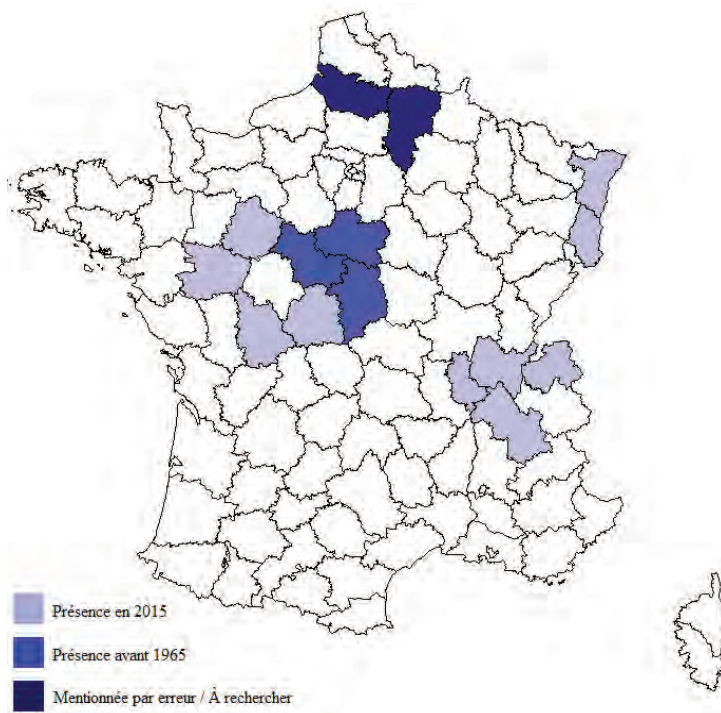 Présence en 2015
Présence avant 1965
Mentionnée par erreur / À rechercher